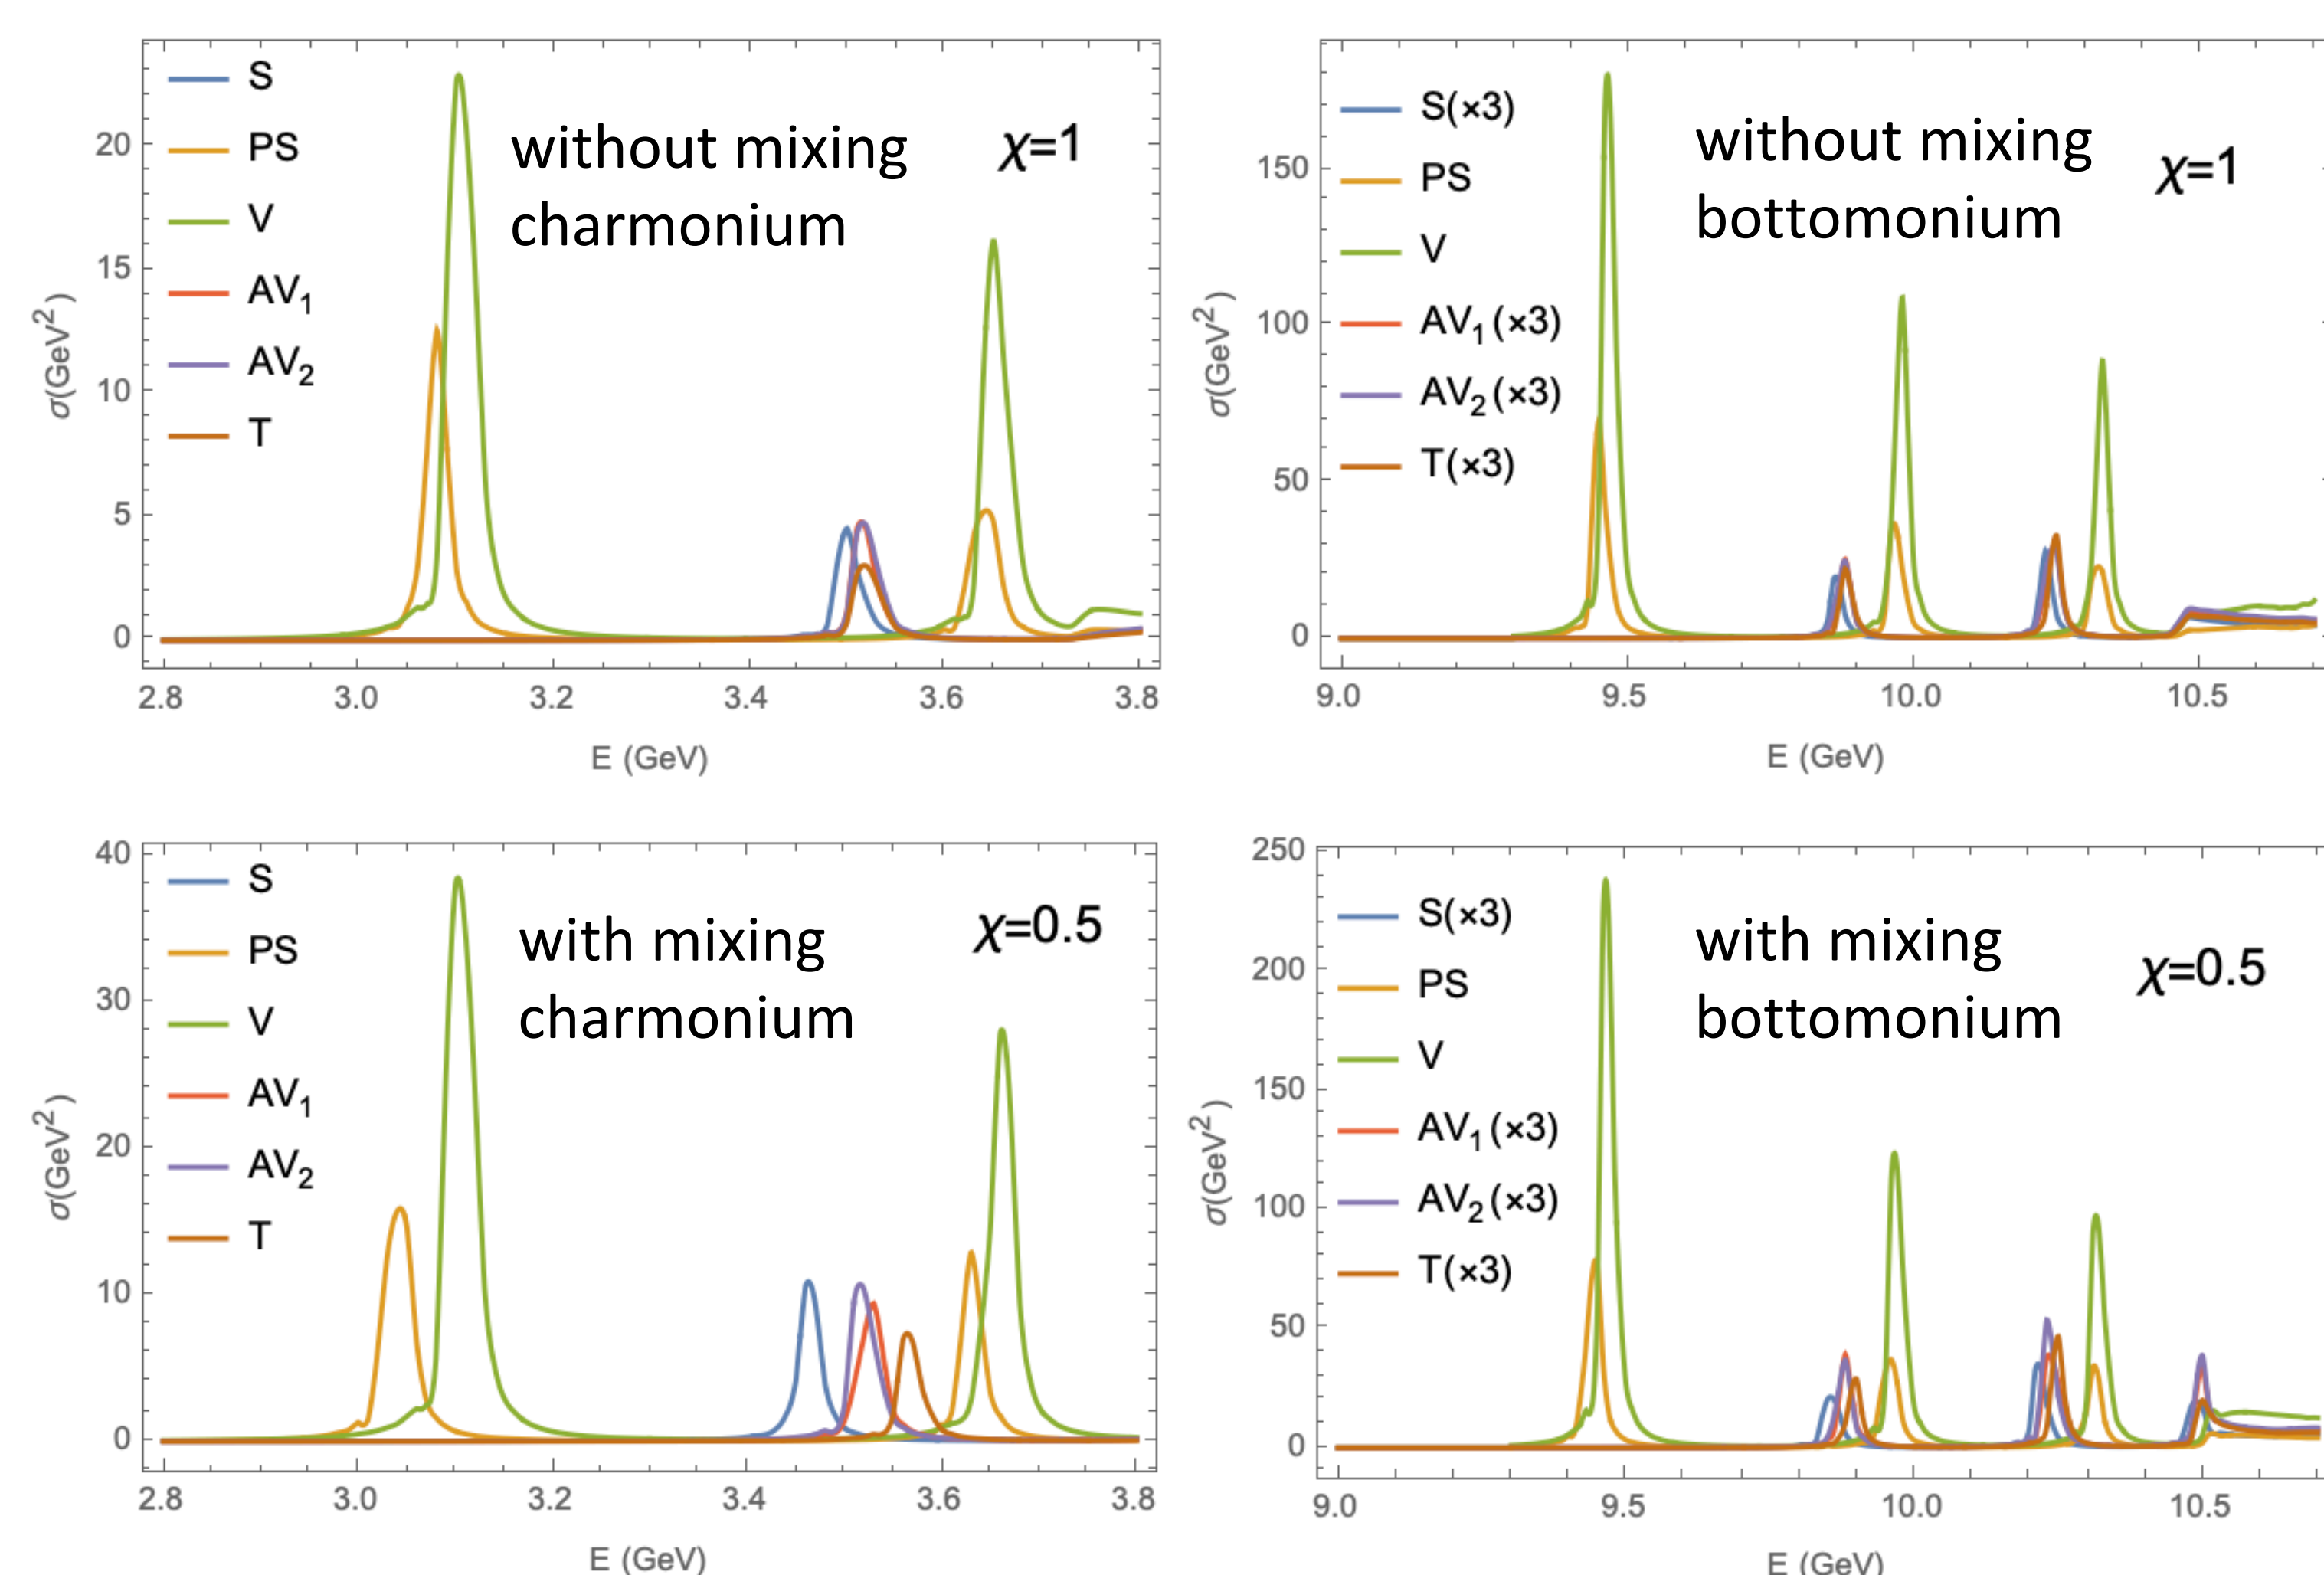 S
PS
V
AV₁
AV₂
T
without mixing
charmonium
χ=1
σ(GeV²)
20
15
10
5
0
2.8 3.0 3.2 3.4 3.6 3.8
E (GeV)
S(×3)
PS
V
AV₁(×3)
AV₂(×3)
T(×3)
without mixing
bottomonium
χ=1
σ(GeV²)
150
100
50
0
9.0 9.5 10.0 10.5
E (GeV)
S
PS
V
AV₁
AV₂
T
with mixing
charmonium
χ=0.5
σ(GeV²)
40
30
20
10
0
2.8 3.0 3.2 3.4 3.6 3.8
E (GeV)
S(×3)
PS
V
AV₁(×3)
AV₂(×3)
T(×3)
with mixing
bottomonium
χ=0.5
σ(GeV²)
250
200
150
100
50
0
9.0 9.5 10.0 10.5
E (GeV)